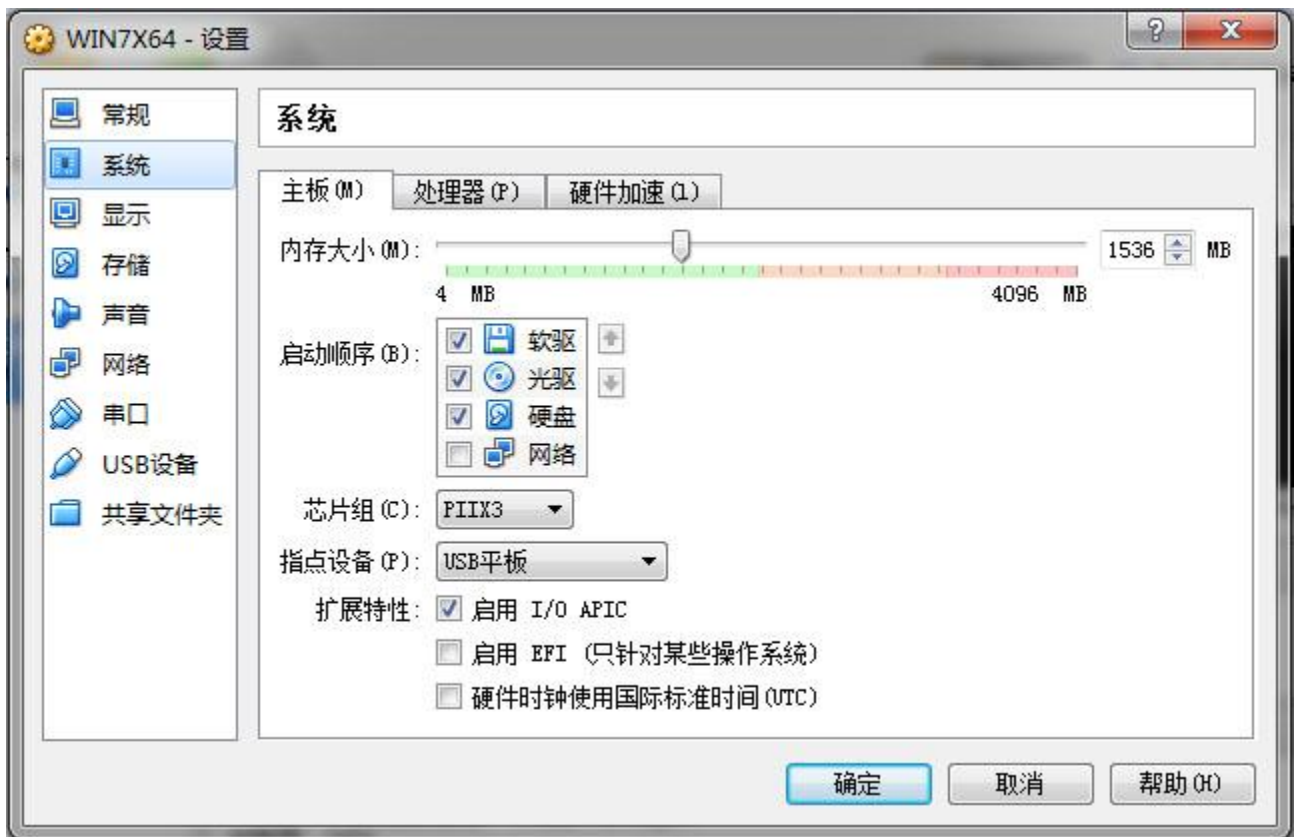 WIN7X64 - 设置
常规
系统
显示
存储
声音
网络
串口
USB设备
共享文件夹
系统
主板(M) 处理器(P) 硬件加速(l)
内存大小(M): 1536 MB
4 MB 4096 MB
启动顺序(B):
软驱
光驱
硬盘
网络
芯片组(C): PIIX3
指点设备(P): USB平板
扩展特性: 启用 I/O APIC
启用 EFI (只针对某些操作系统)
硬件时钟使用国际标准时间(UTC)
确定 取消 帮助(H)